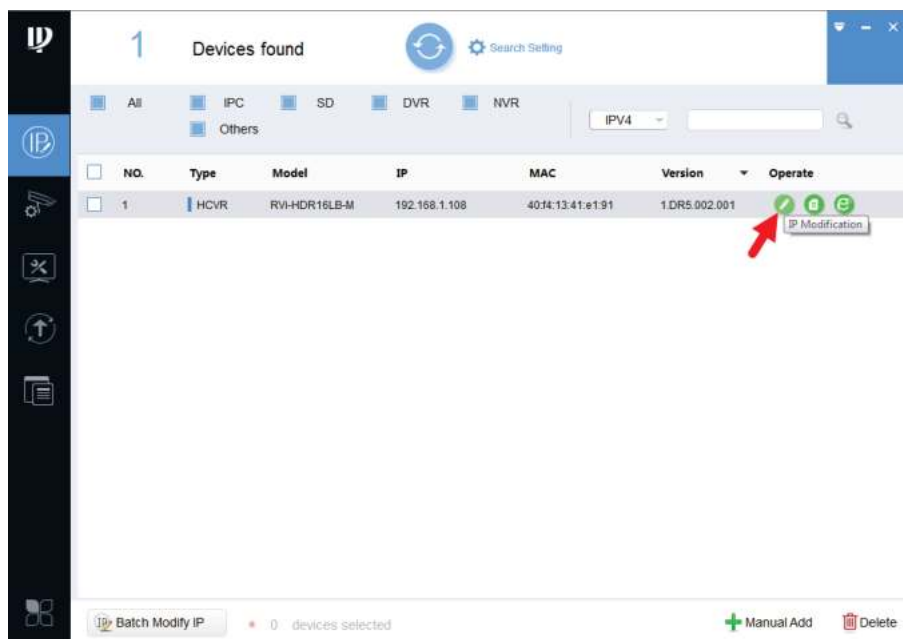 1 Devices found Search Setting
All IPC SD DVR NVR
Others
IPV4
NO. Type Model IP MAC Version Operate
1 HCVR RVI-HDR16LB-M 192.168.1.108 40:f4:13:41:e1:91 1.DR5.002.001
IP Modification
Batch Modify IP 0 devices selected Manual Add Delete